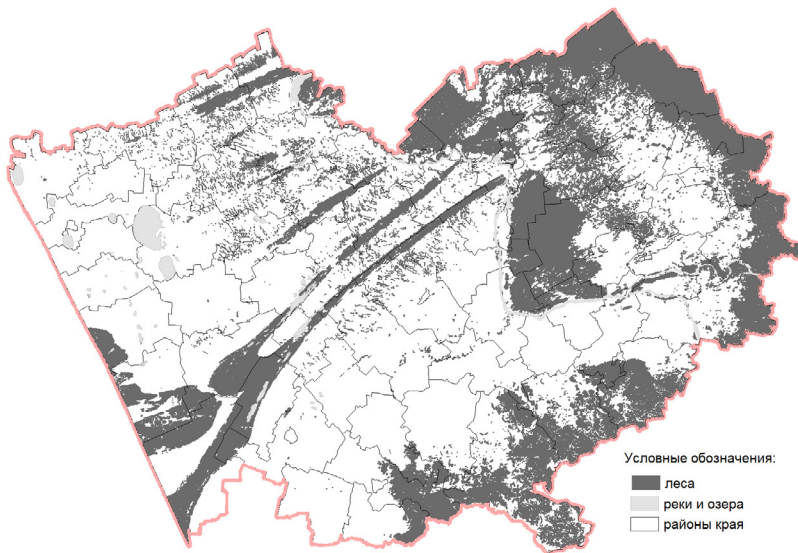 Условные обозначения:
леса
реки и озера
районы края